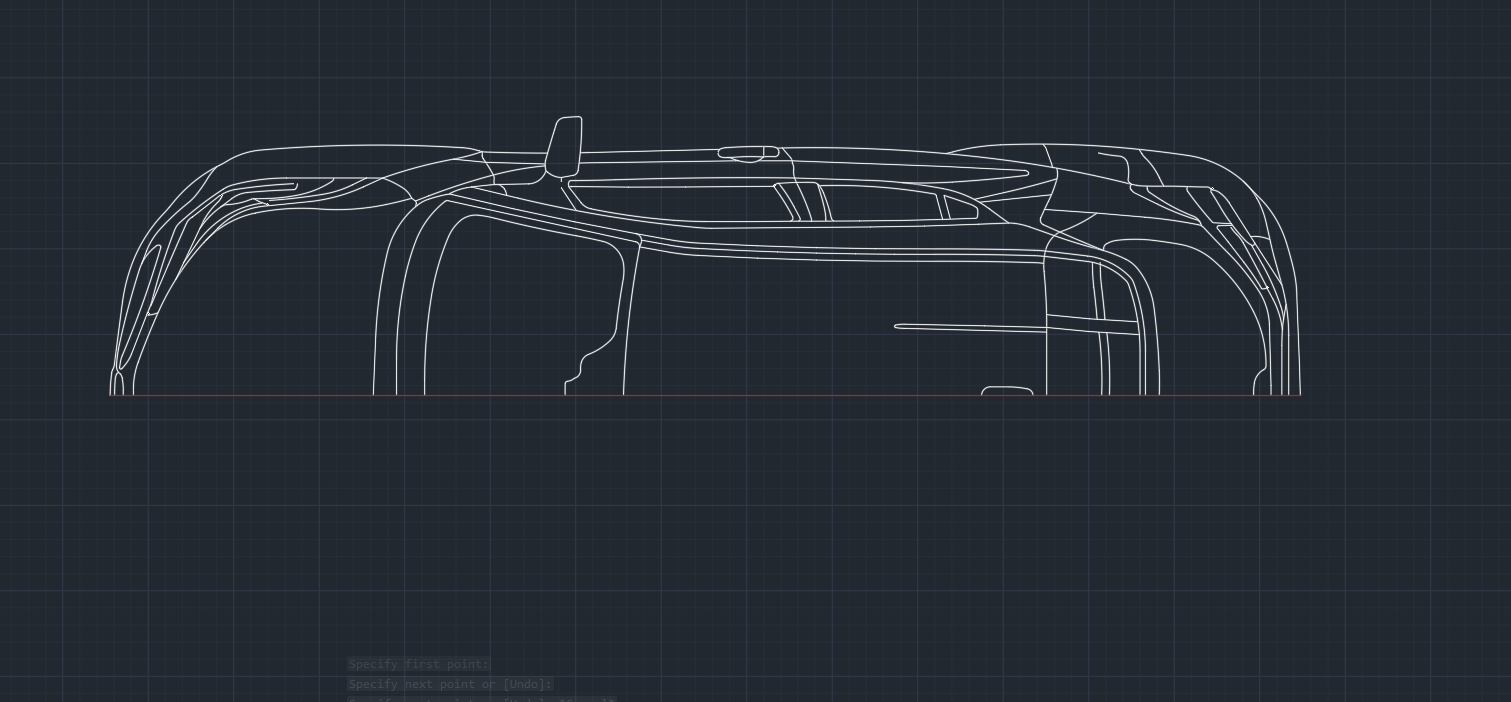 Specify first point:
Specify next point or [Undo]: